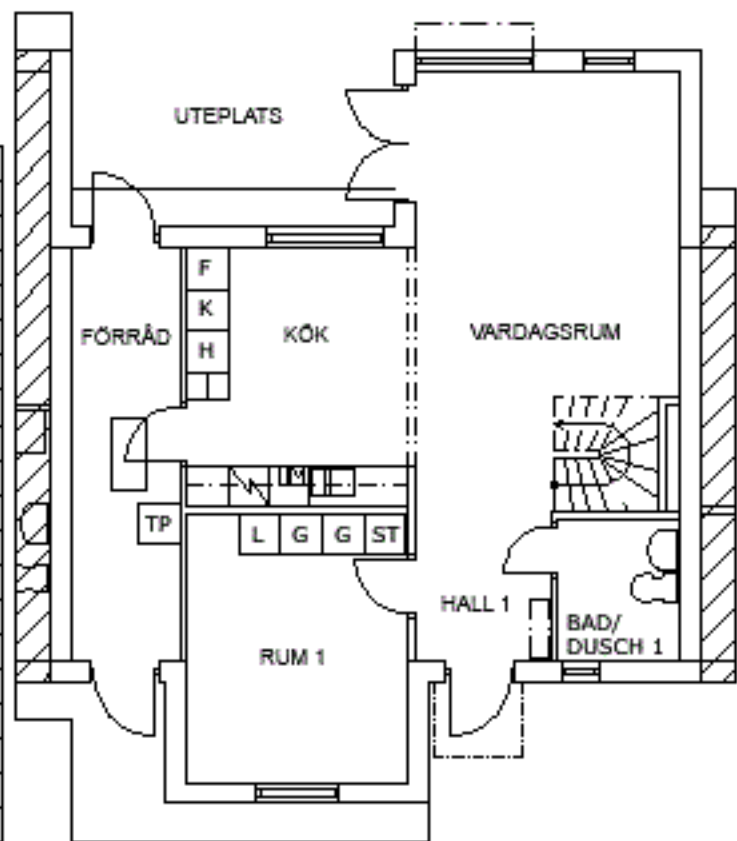 UTEPLATS
F
K
H
FÖRRÅD
KÖK
VARDAGSRUM
M
TP
L G G ST
HALL 1
RUM 1
BAD/
DUSCH 1